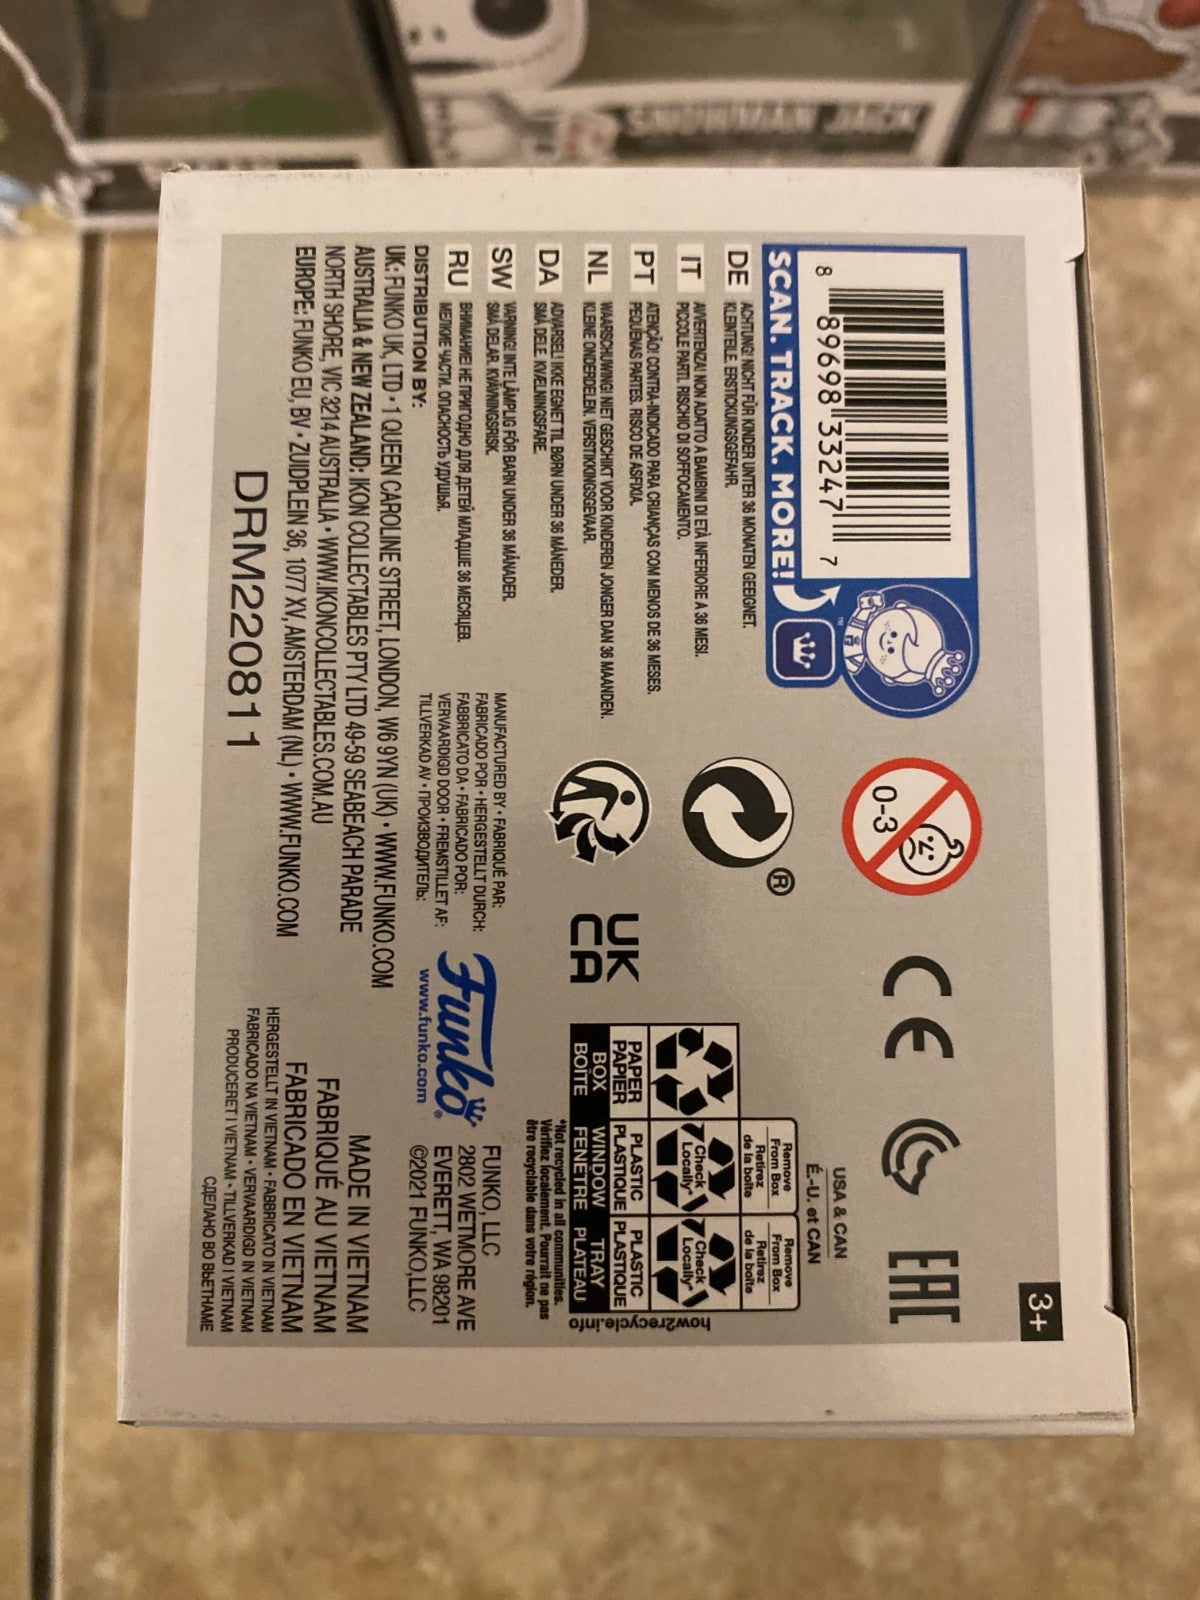 SNOWMAN JACK
3+
8 89698 33247 7
SCAN. TRACK. MORE!
TM
0-3
CE
EAC
DE ACHTUNG! NICHT FÜR KINDER UNTER 36 MONATEN GEEIGNET.
KLEINTEILE. ERSTICKUNGSGEFAHR.
IT AVVERTENZA! NON ADATTO A BAMBINI DI ETÀ INFERIORE A 36 MESI.
PICCOLE PARTI. RISCHIO DI SOFFOCAMENTO.
PT ATENÇÃO! CONTRA-INDICADO PARA CRIANÇAS COM MENOS DE 36 MESES.
PEQUENAS PARTES. RISCO DE ASFIXIA.
NL WAARSCHUWING! NIET GESCHIKT VOOR KINDEREN JONGER DAN 36 MAANDEN.
KLEINE ONDERDELEN. VERSTIKKINGSGEVAAR.
DA ADVARSEL! IKKE EGNET TIL BØRN UNDER 36 MÅNEDER.
SMÅ DELE. KVÆLNINGSFARE.
SW VARNING! INTE LÄMPLIG FÖR BARN UNDER 36 MÅNADER.
SMÅ DELAR. KVÄVNINGSRISK.
RU ВНИМАНИЕ! НЕ ПРИГОДНО ДЛЯ ДЕТЕЙ МЛАДШЕ 36 МЕСЯЦЕВ.
МЕЛКИЕ ЧАСТИ. ОПАСНОСТЬ УДУШЬЯ.
®
UK
CA
USA & CAN
É.-U. et CAN
Remove
From Box
Retirez
de la boîte
Remove
From Box
Retirez
de la boîte
Check
Locally*
Check
Locally*
PAPER
PAPIER
PLASTIC
PLASTIQUE
PLASTIC
PLASTIQUE
BOX
BOÎTE
WINDOW
FENÊTRE
TRAY
PLATEAU
how2recycle.info
*Not recycled in all communities.
Vérifiez localement. Pourrait ne pas
être recyclable dans votre région.
MANUFACTURED BY • FABRIQUÉ PAR:
FABRICADO POR • HERGESTELLT DURCH:
FABBRICATO DA • FABRICADO POR:
VERVAARDIGD DOOR • FREMSTILLET AF:
TILLVERKAD AV • ПРОИЗВОДИТЕЛЬ:
Funko®
www.funko.com
FUNKO, LLC
2802 WETMORE AVE
EVERETT, WA 98201
©2021 FUNKO,LLC
DISTRIBUTION BY:
UK: FUNKO UK, LTD • 1 QUEEN CAROLINE STREET, LONDON, W6 9YN (UK) • WWW.FUNKO.COM
AUSTRALIA & NEW ZEALAND: IKON COLLECTABLES PTY LTD 49-59 SEABEACH PARADE
NORTH SHORE, VIC 3214 AUSTRALIA • WWW.IKONCOLLECTABLES.COM.AU
EUROPE: FUNKO EU, BV • ZUIDPLEIN 36, 1077 XV, AMSTERDAM (NL) • WWW.FUNKO.COM
DRM220811
MADE IN VIETNAM
FABRIQUÉ AU VIETNAM
FABRICADO EN VIETNAM
HERGESTELLT IN VIETNAM • FABBRICATO IN VIETNAM
FABRICADO NA VIETNAM • VERVAARDIGD IN VIETNAM
PRODUCERET I VIETNAM • TILLVERKAD I VIETNAM
СДЕЛАНО ВО ВЬЕТНАМЕ